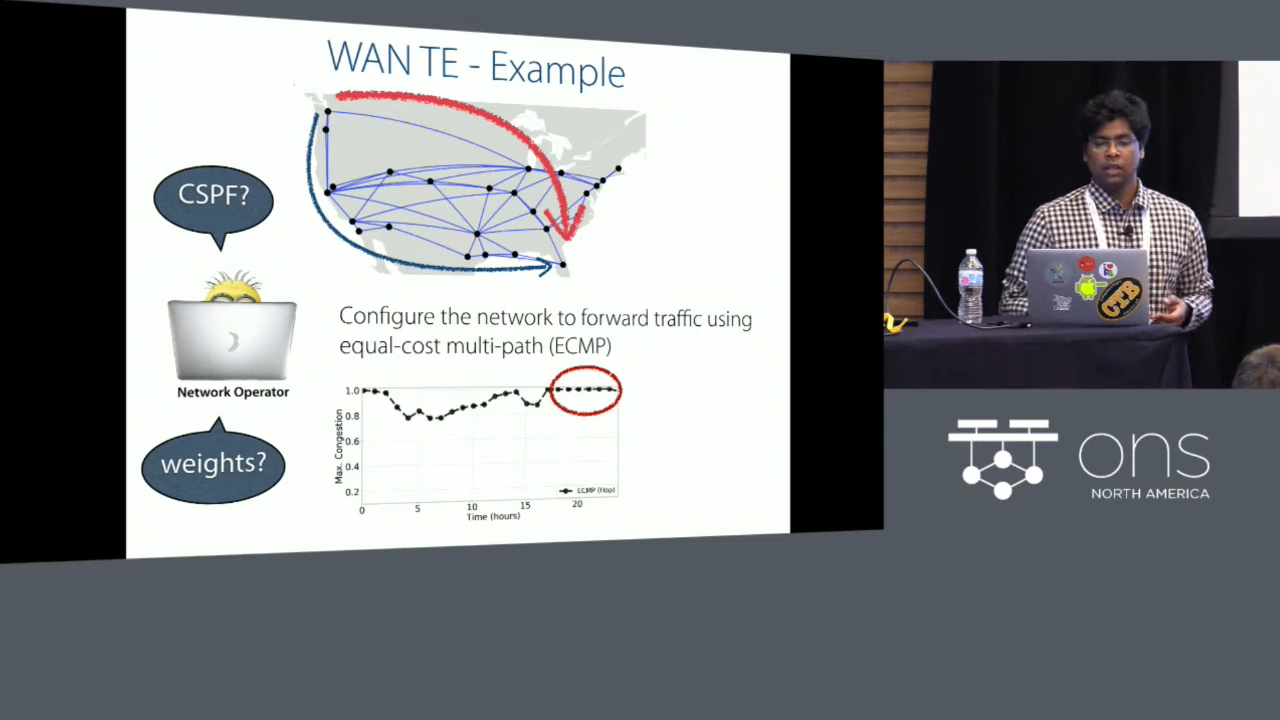 WAN TE - Example
CSPF?
Network Operator
weights?
Configure the network to forward traffic using
equal-cost multi-path (ECMP)
Max. Congestion
1.0
0.8
0.6
0.4
0.2
ECMP (Hop)
0
5
10
15
20
Time (hours)
CTB
ons
NORTH AMERICA